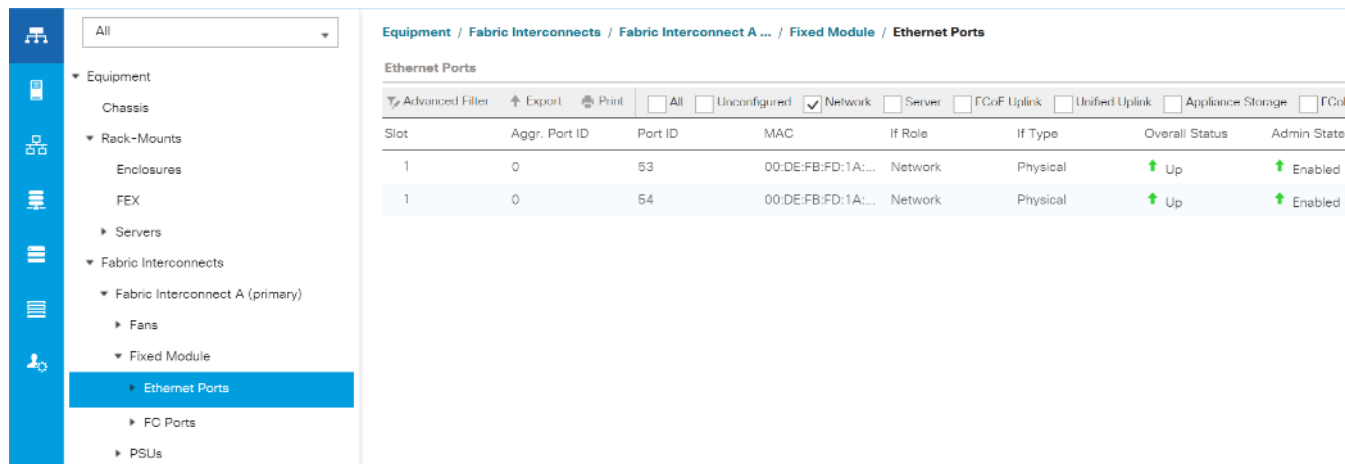 All
Equipment / Fabric Interconnects / Fabric Interconnect A ... / Fixed Module / Ethernet Ports
Equipment
Chassis
Rack-Mounts
Enclosures
FEX
Servers
Fabric Interconnects
Fabric Interconnect A (primary)
Fans
Fixed Module
Ethernet Ports
FC Ports
PSUs
Ethernet Ports
Advanced Filter Export Print All Unconfigured Network Server FCoE Uplink Unified Uplink Appliance Storage
Slot Aggr. Port ID Port ID MAC If Role If Type Overall Status Admin State
1 0 53 00:DE:FB:FD:1A:... Network Physical Up Enabled
1 0 54 00:DE:FB:FD:1A:... Network Physical Up Enabled